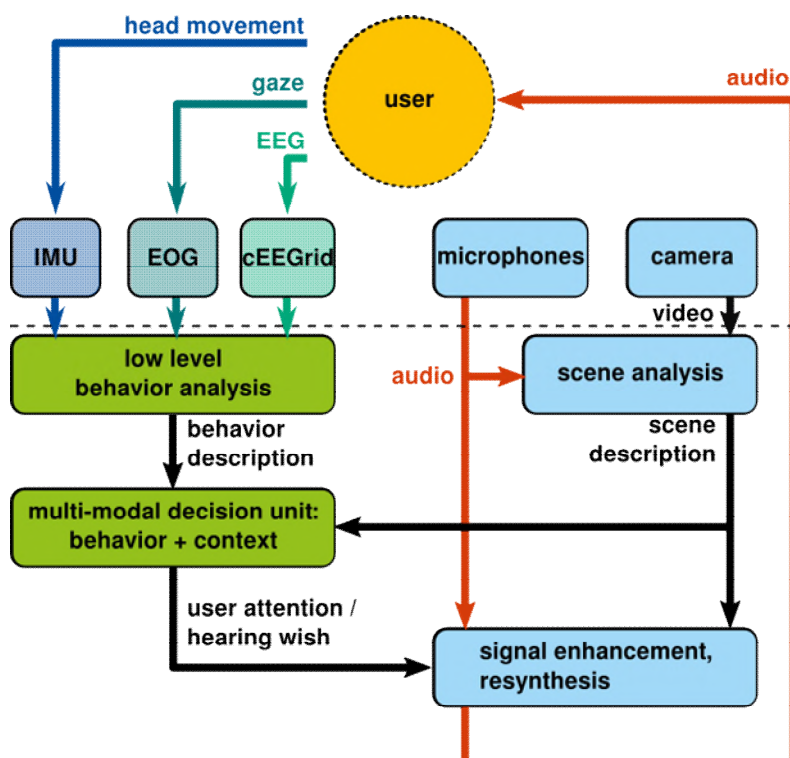 head movement
gaze
EEG
user
audio
IMU
EOG
cEEGrid
microphones
camera
video
low level
behavior analysis
audio
scene analysis
behavior
description
scene
description
multi-modal decision unit:
behavior + context
user attention /
hearing wish
signal enhancement,
resynthesis